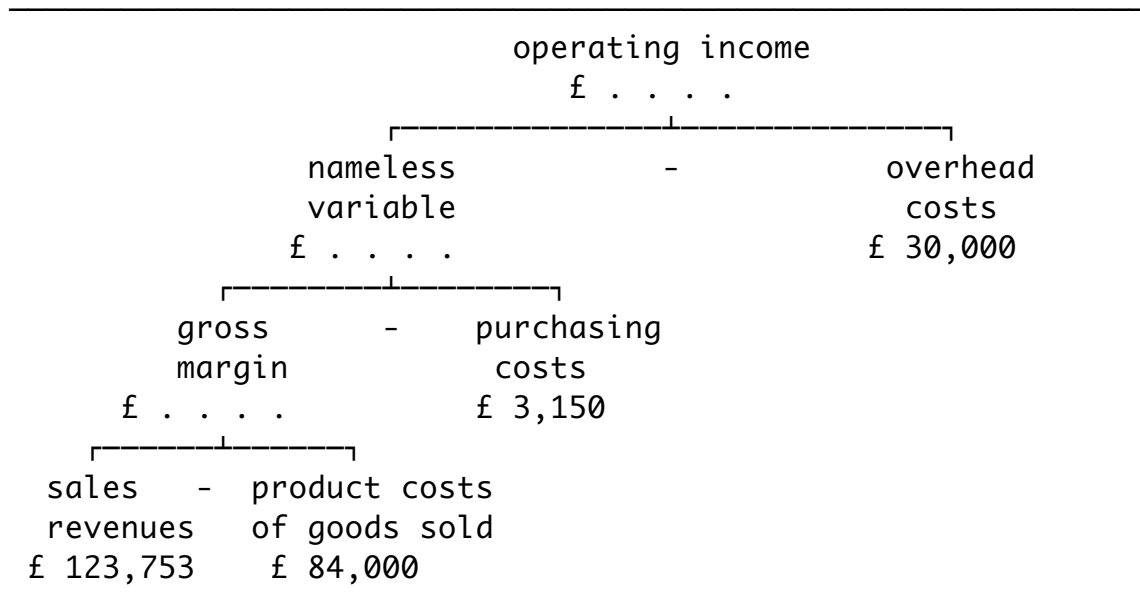 operating income
£ . . . .
nameless - overhead
variable costs
£ . . . . £ 30,000
gross - purchasing
margin costs
£ . . . . £ 3,150
sales - product costs
revenues of goods sold
£ 123,753 £ 84,000